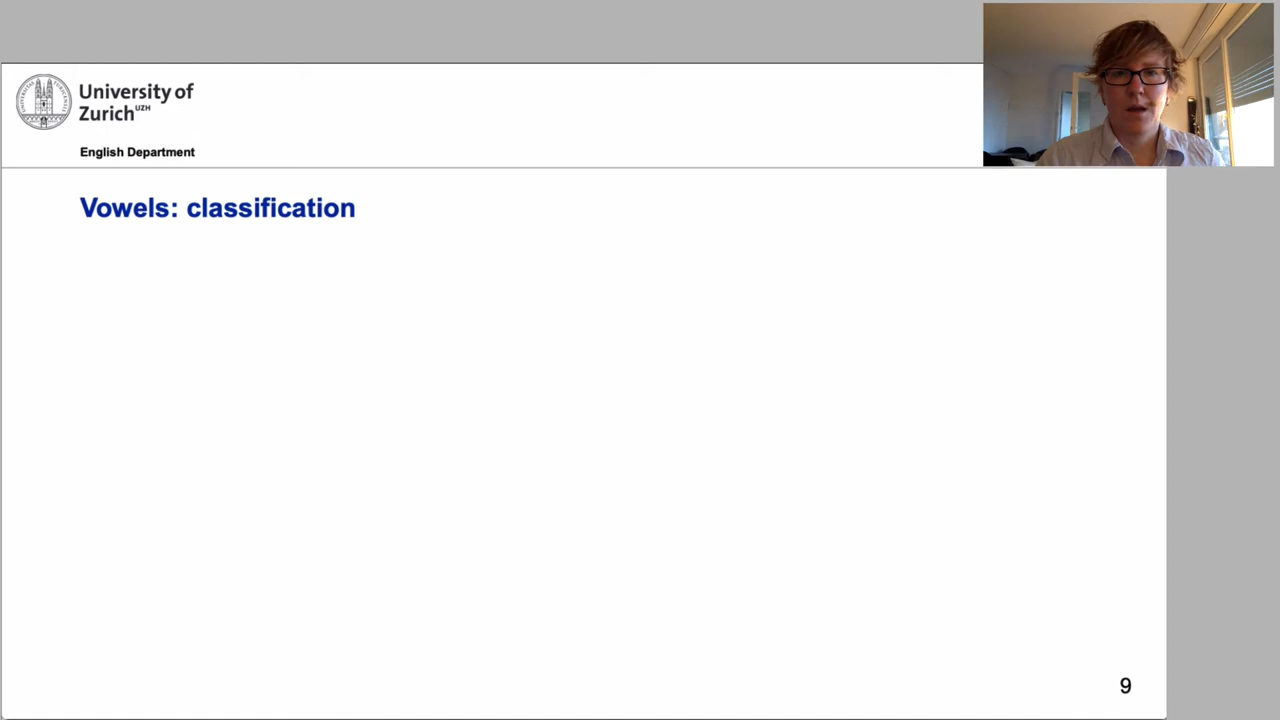 University of
Zurich UZH
English Department
Vowels: classification
9